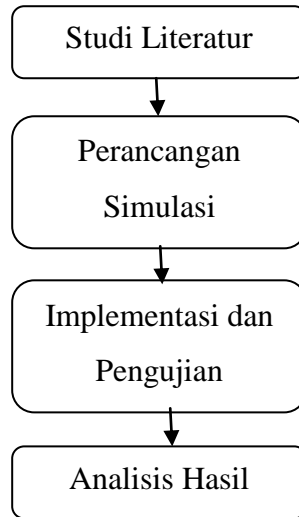 Studi Literatur
Perancangan
Simulasi
Implementasi dan
Pengujian
Analisis Hasil